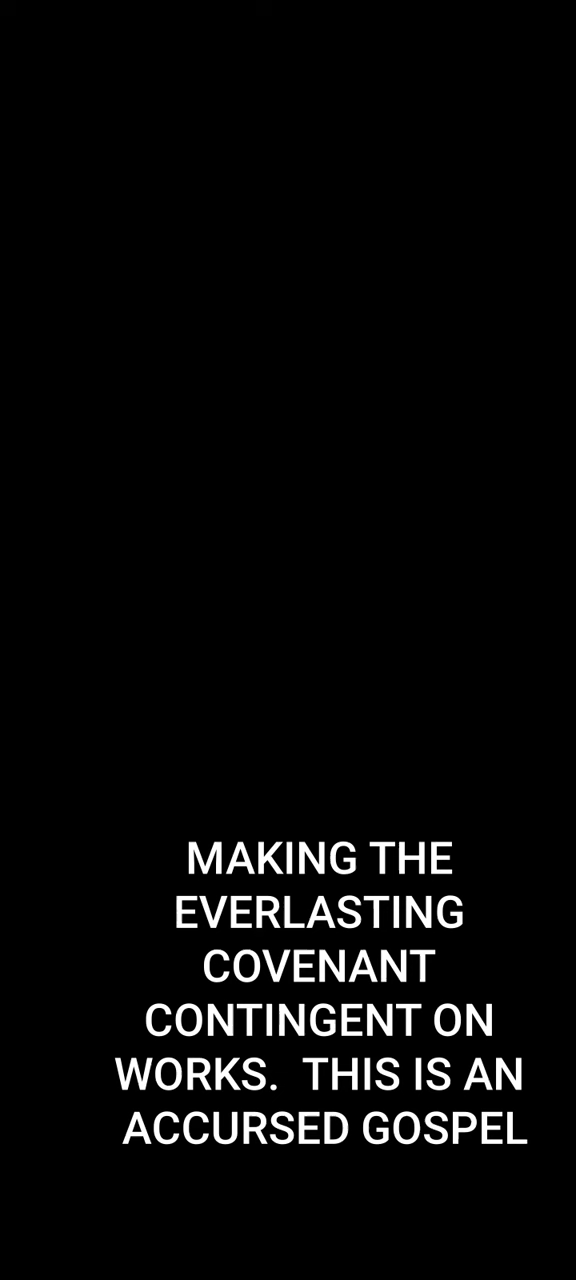 MAKING THE
EVERLASTING
COVENANT
CONTINGENT ON
WORKS.  THIS IS AN
ACCURSED GOSPEL